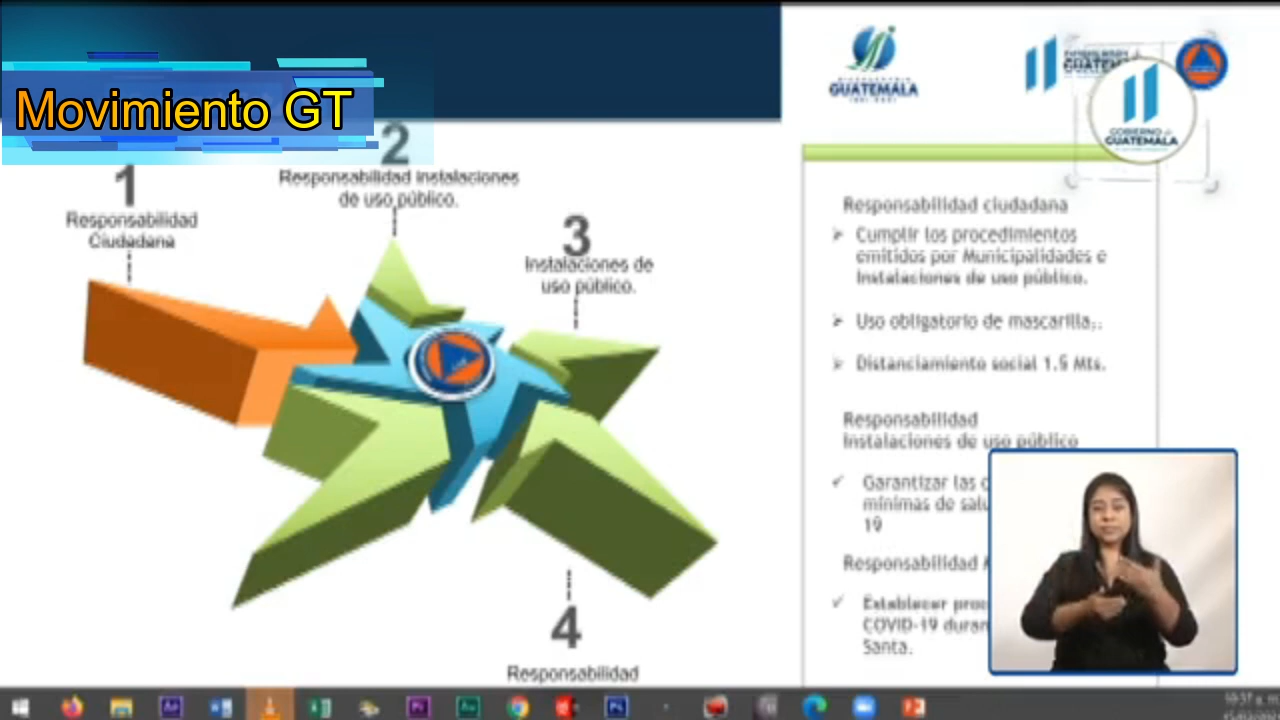 Movimiento GT
GUATEMALA
GUATEMALA
GOBIERNO de
GUATEMALA
1
Responsabilidad
Ciudadana
2
Responsabilidad Instalaciones
de uso público.
3
Instalaciones de
uso público.
4
Responsabilidad
Responsabilidad ciudadana
Cumplir los procedimientos
emitidos por Municipalidades e
Instalaciones de uso público.
Uso obligatorio de mascarilla,.
Distanciamiento social 1.5 Mts.
Responsabilidad
Instalaciones de uso público
Garantizar las
mínimas de
19
Responsabilidad
Establecer
COVID-19
Santa.